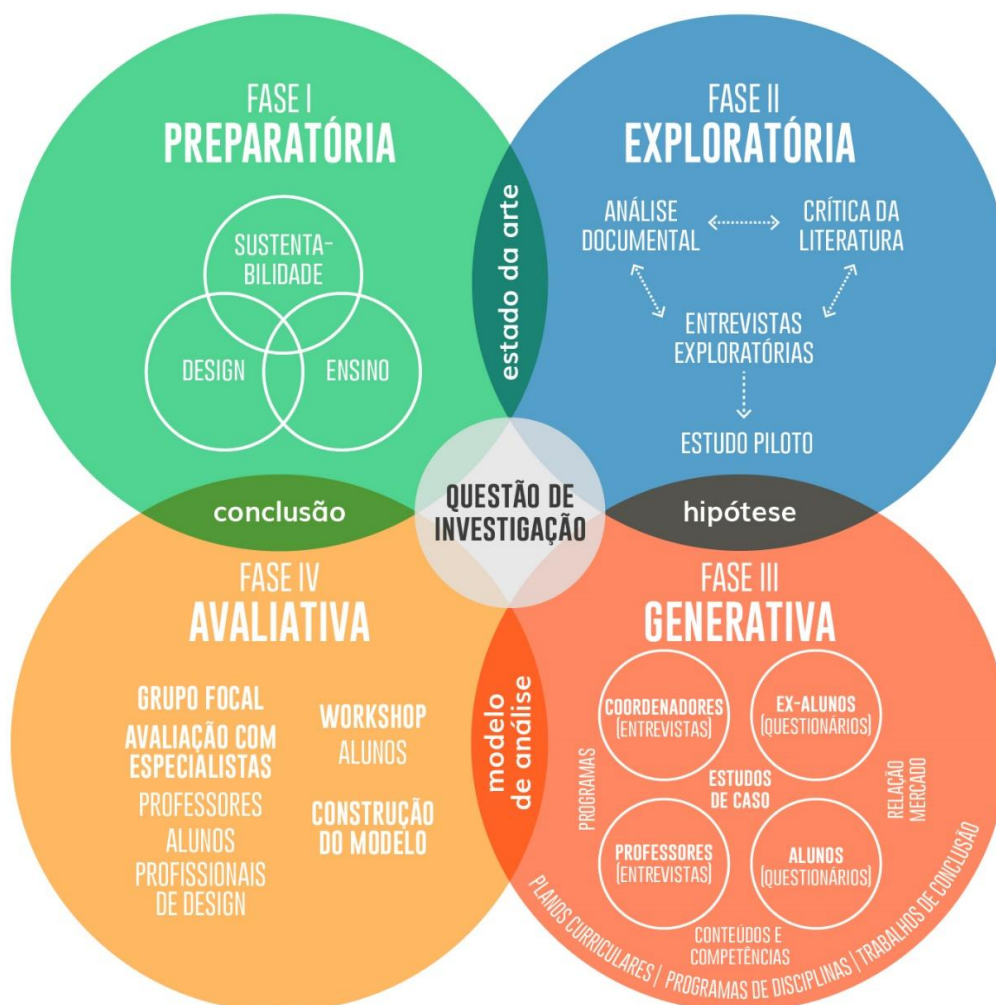 FASE I
PREPARATÓRIA
SUSTENTA-
BILIDADE
DESIGN
ENSINO
estado da arte
FASE II
EXPLORATÓRIA
ANÁLISE
DOCUMENTAL
CRÍTICA DA
LITERATURA
ENTREVISTAS
EXPLORATÓRIAS
ESTUDO PILOTO
conclusão
QUESTÃO DE
INVESTIGAÇÃO
hipótese
FASE IV
AVALIATIVA
GRUPO FOCAL
AVALIAÇÃO COM
ESPECIALISTAS
PROFESSORES
ALUNOS
PROFISSIONAIS
DE DESIGN
WORKSHOP
ALUNOS
CONSTRUÇÃO
DO MODELO
modelo
de análise
FASE III
GENERATIVA
COORDENADORES
(ENTREVISTAS)
EX-ALUNOS
(QUESTIONÁRIOS)
PROGRAMAS
ESTUDOS
DE CASO
RELAÇÃO
MERCADO
PROFESSORES
(ENTREVISTAS)
ALUNOS
(QUESTIONÁRIOS)
CONTEÚDOS E
COMPETÊNCIAS
PLANOS CURRICULARES | PROGRAMAS DE DISCIPLINAS | TRABALHOS DE CONCLUSÃO